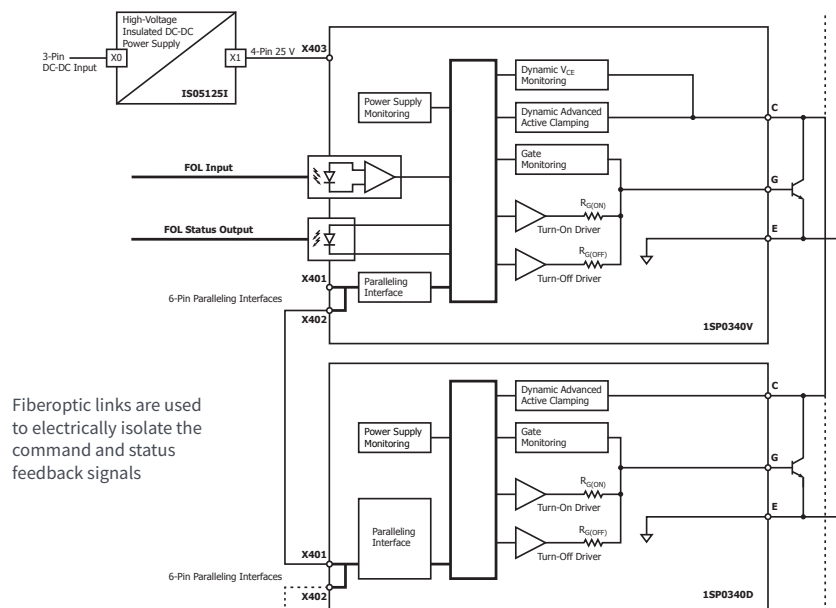 High-Voltage
Insulated DC-DC
Power Supply
3-Pin
DC-DC Input
X0
X1
4-Pin 25 V
X403
ISO5125I
Power Supply
Monitoring
Dynamic VCE
Monitoring
Dynamic Advanced
Active Clamping
Gate
Monitoring
C
G
E
FOL Input
FOL Status Output
RG(ON)
Turn-On Driver
RG(OFF)
Turn-Off Driver
X401
6-Pin Paralleling Interfaces
X402
Paralleling
Interface
1SP0340V
Fiberoptic links are used
to electrically isolate the
command and status
feedback signals
Dynamic Advanced
Active Clamping
Power Supply
Monitoring
Gate
Monitoring
C
G
E
RG(ON)
Turn-On Driver
RG(OFF)
Turn-Off Driver
Paralleling
Interface
X401
6-Pin Paralleling Interfaces
X402
1SP0340D